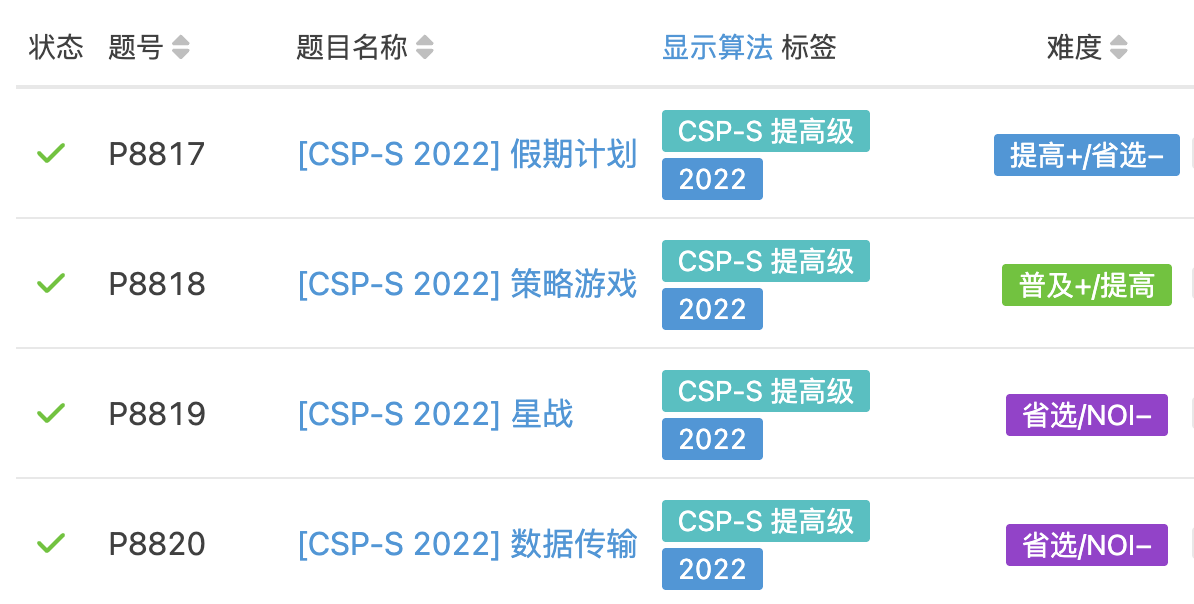 状态 题号 题目名称 显示算法 标签 难度
P8817 [CSP-S 2022] 假期计划 CSP-S 提高级 提高+/省选−
2022
P8818 [CSP-S 2022] 策略游戏 CSP-S 提高级 普及+/提高
2022
P8819 [CSP-S 2022] 星战 CSP-S 提高级 省选/NOI−
2022
P8820 [CSP-S 2022] 数据传输 CSP-S 提高级 省选/NOI−
2022